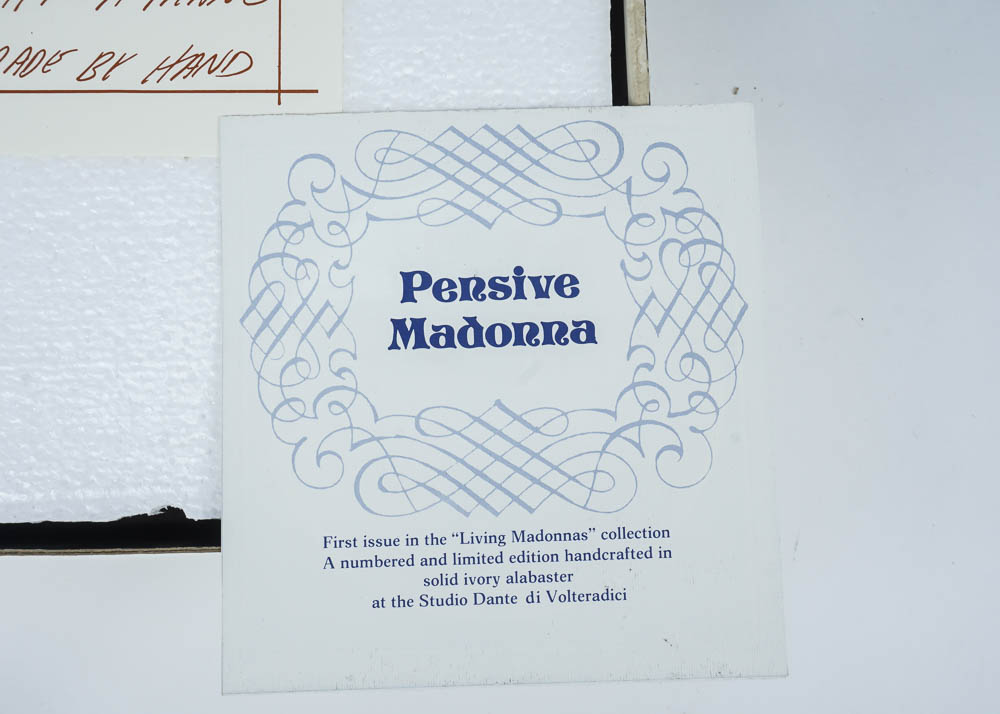 MADE BY HAND
Pensive
Madonna
First issue in the “Living Madonnas” collection
A numbered and limited edition handcrafted in
solid ivory alabaster
at the Studio Dante di Volteradici